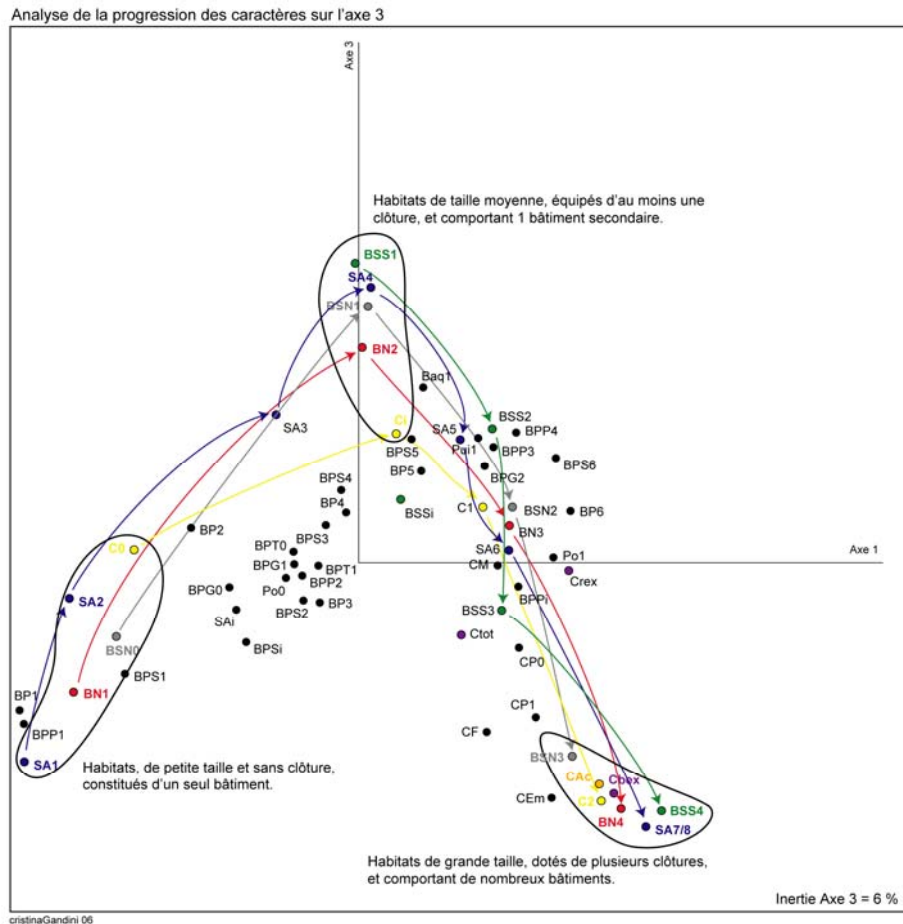 Analyse de la progression des caractères sur l'axe 3
Axe 3
Habitats de taille moyenne, équipés d'au moins une
clôture, et comportant 1 bâtiment secondaire.
BSS1
SA4
BSN1
BN2
Baq1
SA3
Ci
SA5
BSS2
BPP4
Pui1
BPP3
BPS5
BPS6
BP5
BPG2
BPS4
BSSi
C1
BSN2
BP6
BP4
BP2
BPS3
BN3
C0
BPT0
SA6
Po1
Axe 1
BPG1
BPT1
CM
Crex
BPG0
Po0
BPP2
BPPi
SA2
SAi
BPS2
BP3
BSS3
BSN0
BPSi
Ctot
CP0
BPS1
BN1
BP1
BPP1
CP1
CF
SA1
Habitats, de petite taille et sans clôture,
constitués d'un seul bâtiment.
BSN3
CAc
Cbox
CEm
C2
BN4
BSS4
SA7/8
Habitats de grande taille, dotés de plusieurs clôtures,
et comportant de nombreux bâtiments.
Inertie Axe 3 = 6 %
cristinaGandini 06